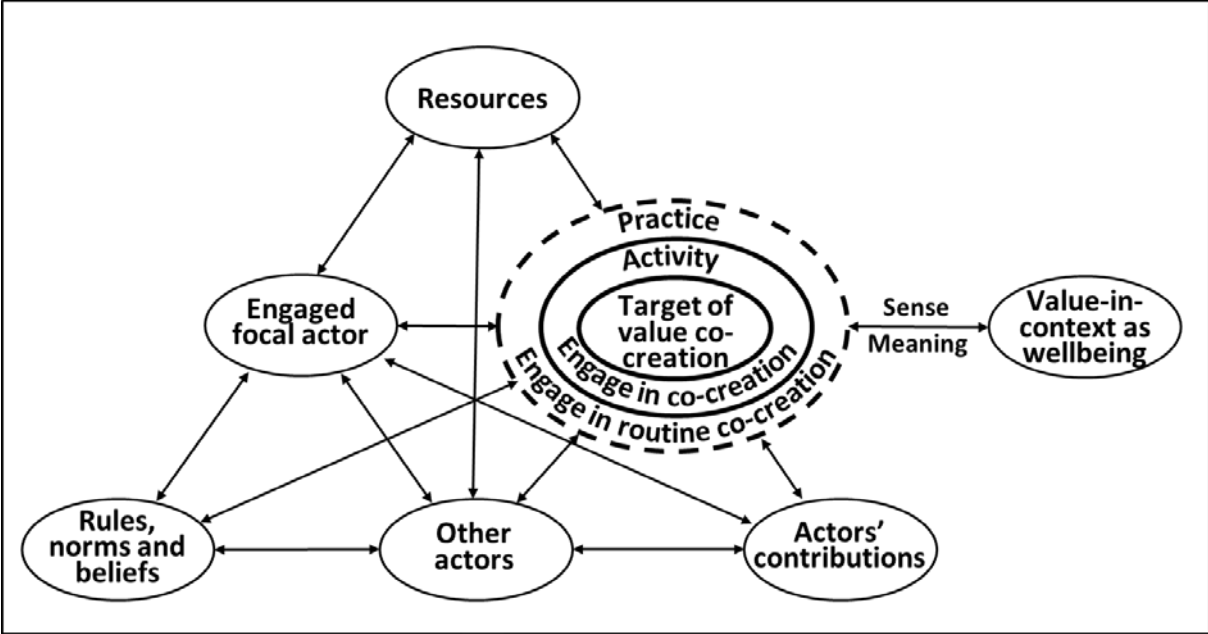 Resources
Practice
Activity
Target of
value co-
creation
Engage in co-creation
Engage in routine co-creation
Engaged
focal actor
Sense
Meaning
Value-in-
context as
wellbeing
Rules,
norms and
beliefs
Other
actors
Actors’
contributions